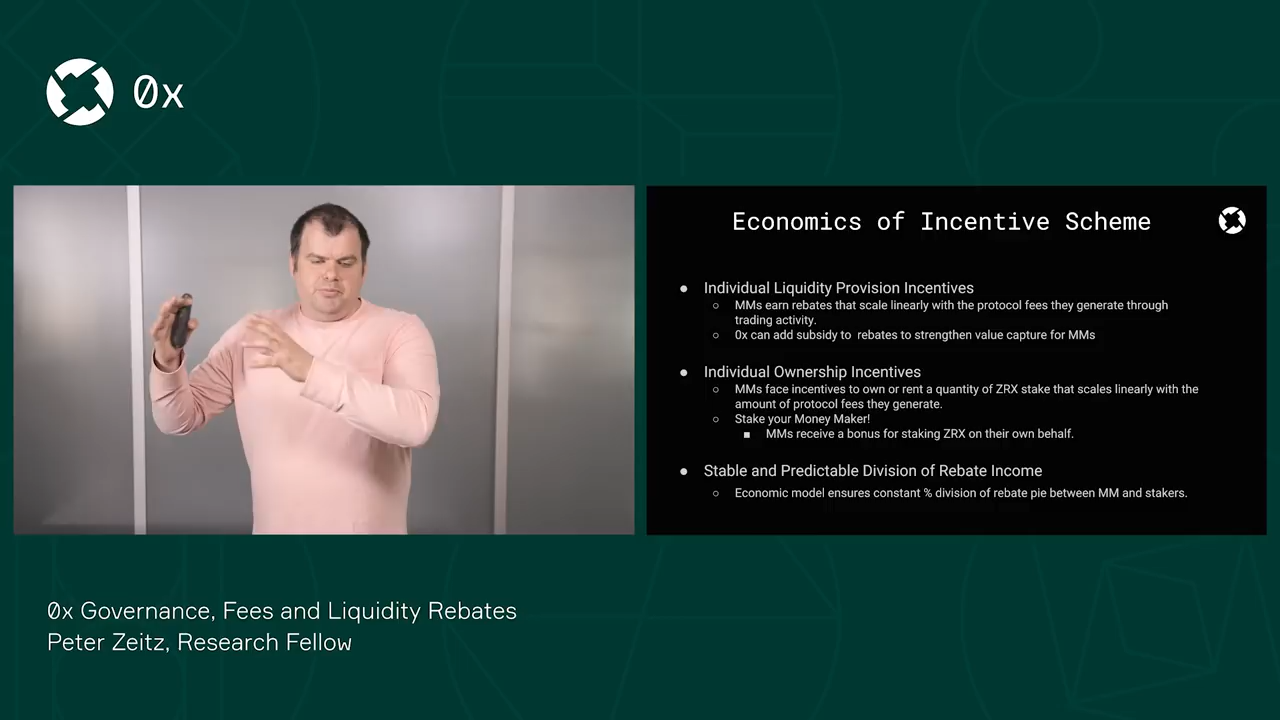 0x
Economics of Incentive Scheme
● Individual Liquidity Provision Incentives
○ MMs earn rebates that scale linearly with the protocol fees they generate through
trading activity.
○ 0x can add subsidy to rebates to strengthen value capture for MMs
● Individual Ownership Incentives
○ MMs face incentives to own or rent a quantity of ZRX stake that scales linearly with the
amount of protocol fees they generate.
○ Stake your Money Maker!
■ MMs receive a bonus for staking ZRX on their own behalf.
● Stable and Predictable Division of Rebate Income
○ Economic model ensures constant % division of rebate pie between MM and stakers.
0x Governance, Fees and Liquidity Rebates
Peter Zeitz, Research Fellow